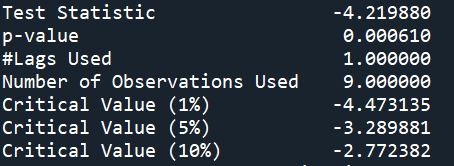 Test Statistic -4.219880
p-value 0.000610
#Lags Used 1.000000
Number of Observations Used 9.000000
Critical Value (1%) -4.473135
Critical Value (5%) -3.289881
Critical Value (10%) -2.772382